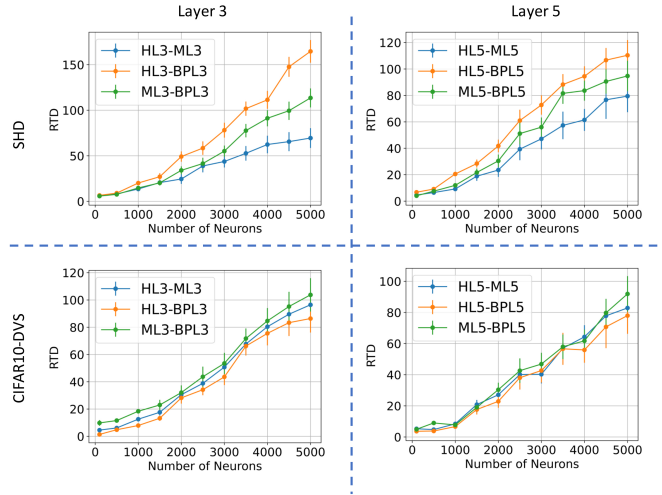 Layer 3
Layer 5
SHD
RTD
150
100
50
0
HL3-ML3
HL3-BPL3
ML3-BPL3
0 1000 2000 3000 4000 5000
Number of Neurons
RTD
120
100
80
60
40
20
0
HL5-ML5
HL5-BPL5
ML5-BPL5
0 1000 2000 3000 4000 5000
Number of Neurons
CIFAR10-DVS
RTD
120
100
80
60
40
20
0
HL3-ML3
HL3-BPL3
ML3-BPL3
0 1000 2000 3000 4000 5000
Number of Neurons
RTD
100
80
60
40
20
0
HL5-ML5
HL5-BPL5
ML5-BPL5
0 1000 2000 3000 4000 5000
Number of Neurons